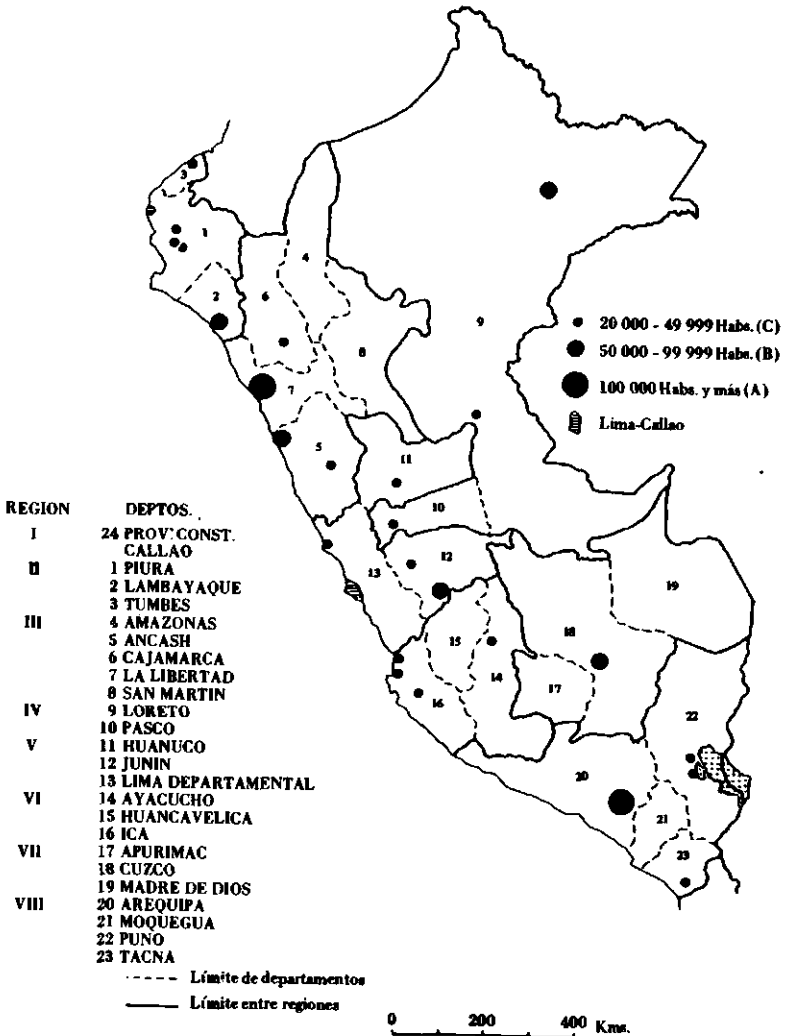 3
1
4
2
6
9
8
7
5
11
10
12
13
19
15
18
14
17
16
22
20
21
23
20 000 - 49 999 Habs. (C)
50 000 - 99 999 Habs. (B)
100 000 Habs. y más (A)
Lima-Callao
REGION DEPTOS.
I 24 PROV. CONST.
CALLAO
II 1 PIURA
2 LAMBAYAQUE
3 TUMBES
III 4 AMAZONAS
5 ANCASH
6 CAJAMARCA
7 LA LIBERTAD
8 SAN MARTIN
IV 9 LORETO
10 PASCO
V 11 HUANUCO
12 JUNIN
13 LIMA DEPARTAMENTAL
VI 14 AYACUCHO
15 HUANCAVELICA
16 ICA
VII 17 APURIMAC
18 CUZCO
19 MADRE DE DIOS
VIII 20 AREQUIPA
21 MOQUEGUA
22 PUNO
23 TACNA
Límite de departamentos
Límite entre regiones
0 200 400 Kms.